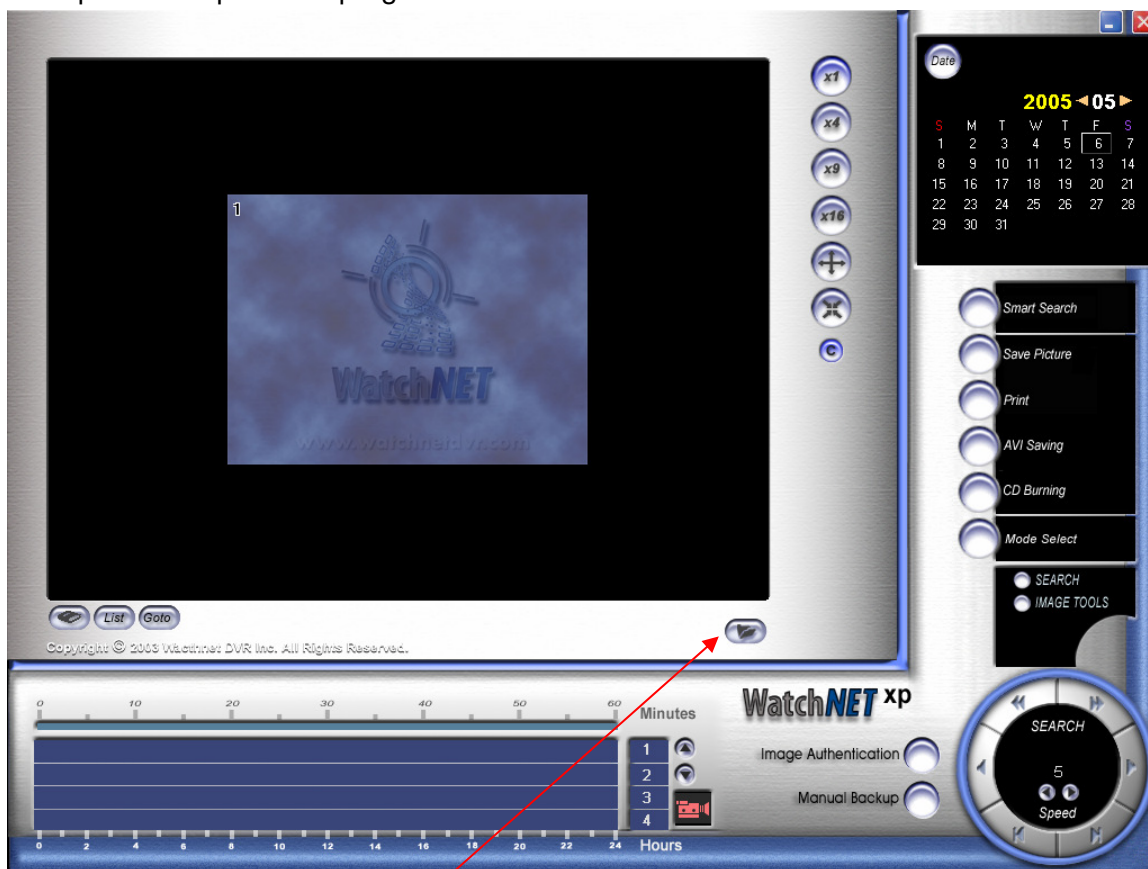 Date
2005 05
S M T W T F S
1 2 3 4 5 6 7
8 9 10 11 12 13 14
15 16 17 18 19 20 21
22 23 24 25 26 27 28
29 30 31
x1
x4
x9
x16
C
1
WatchNET
www.watchnetdvr.com
Smart Search
Save Picture
Print
AVI Saving
CD Burning
Mode Select
SEARCH
IMAGE TOOLS
List Goto
Copyright © 2003 Wacthnet DVR Inc. All Rights Reserved.
0 10 20 30 40 50 60 Minutes
1
2
3
4
0 2 4 6 8 10 12 14 16 18 20 22 24 Hours
WatchNET xp
Image Authentication
Manual Backup
SEARCH
5
Speed